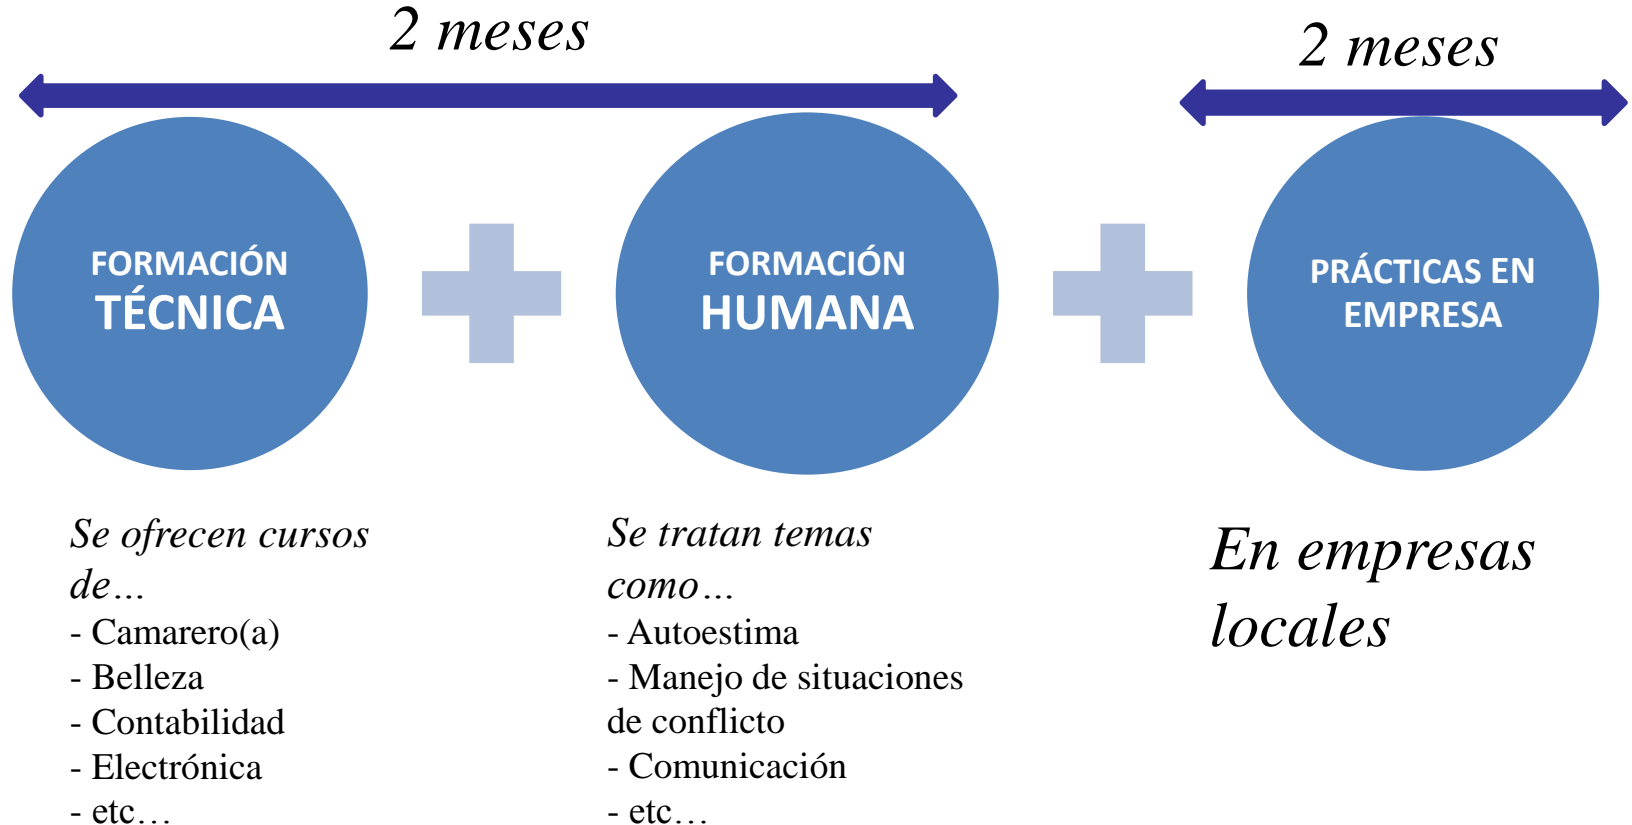 2 meses
2 meses
FORMACIÓN
TÉCNICA
FORMACIÓN
HUMANA
PRÁCTICAS EN
EMPRESA
Se ofrecen cursos
de…
- Camarero(a)
- Belleza
- Contabilidad
- Electrónica
- etc…
Se tratan temas
como…
- Autoestima
- Manejo de situaciones
de conflicto
- Comunicación
- etc…
En empresas
locales